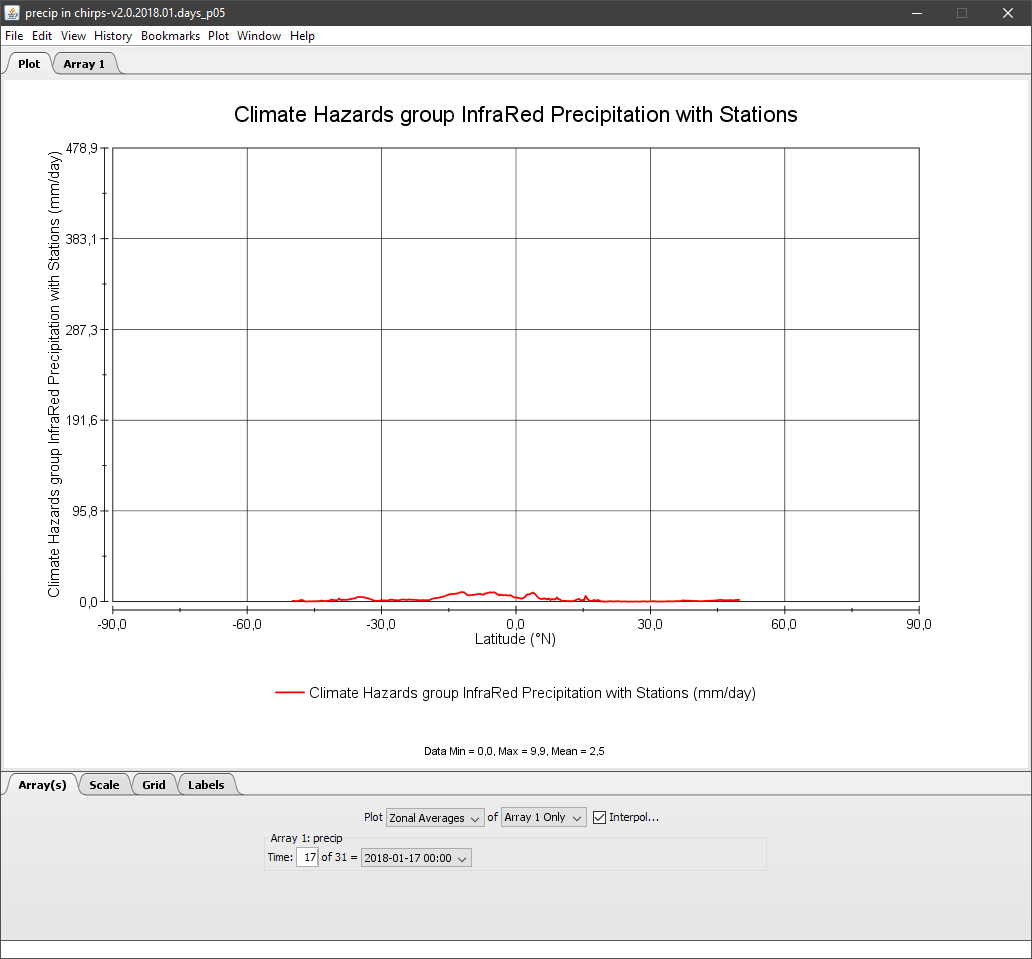 precip in chirps-v2.0.2018.01.days_p05
File Edit View History Bookmarks Plot Window Help
Plot Array 1
Climate Hazards group InfraRed Precipitation with Stations
Climate Hazards group InfraRed Precipitation with Stations (mm/day)
478,9
383,1
287,3
191,6
95,8
0,0
-90,0 -60,0 -30,0 0,0 30,0 60,0 90,0
Latitude (°N)
Climate Hazards group InfraRed Precipitation with Stations (mm/day)
Data Min = 0,0, Max = 9,9, Mean = 2,5
Array(s) Scale Grid Labels
Plot Zonal Averages of Array 1 Only Interpol...
Array 1: precip
Time: 17 of 31 = 2018-01-17 00:00